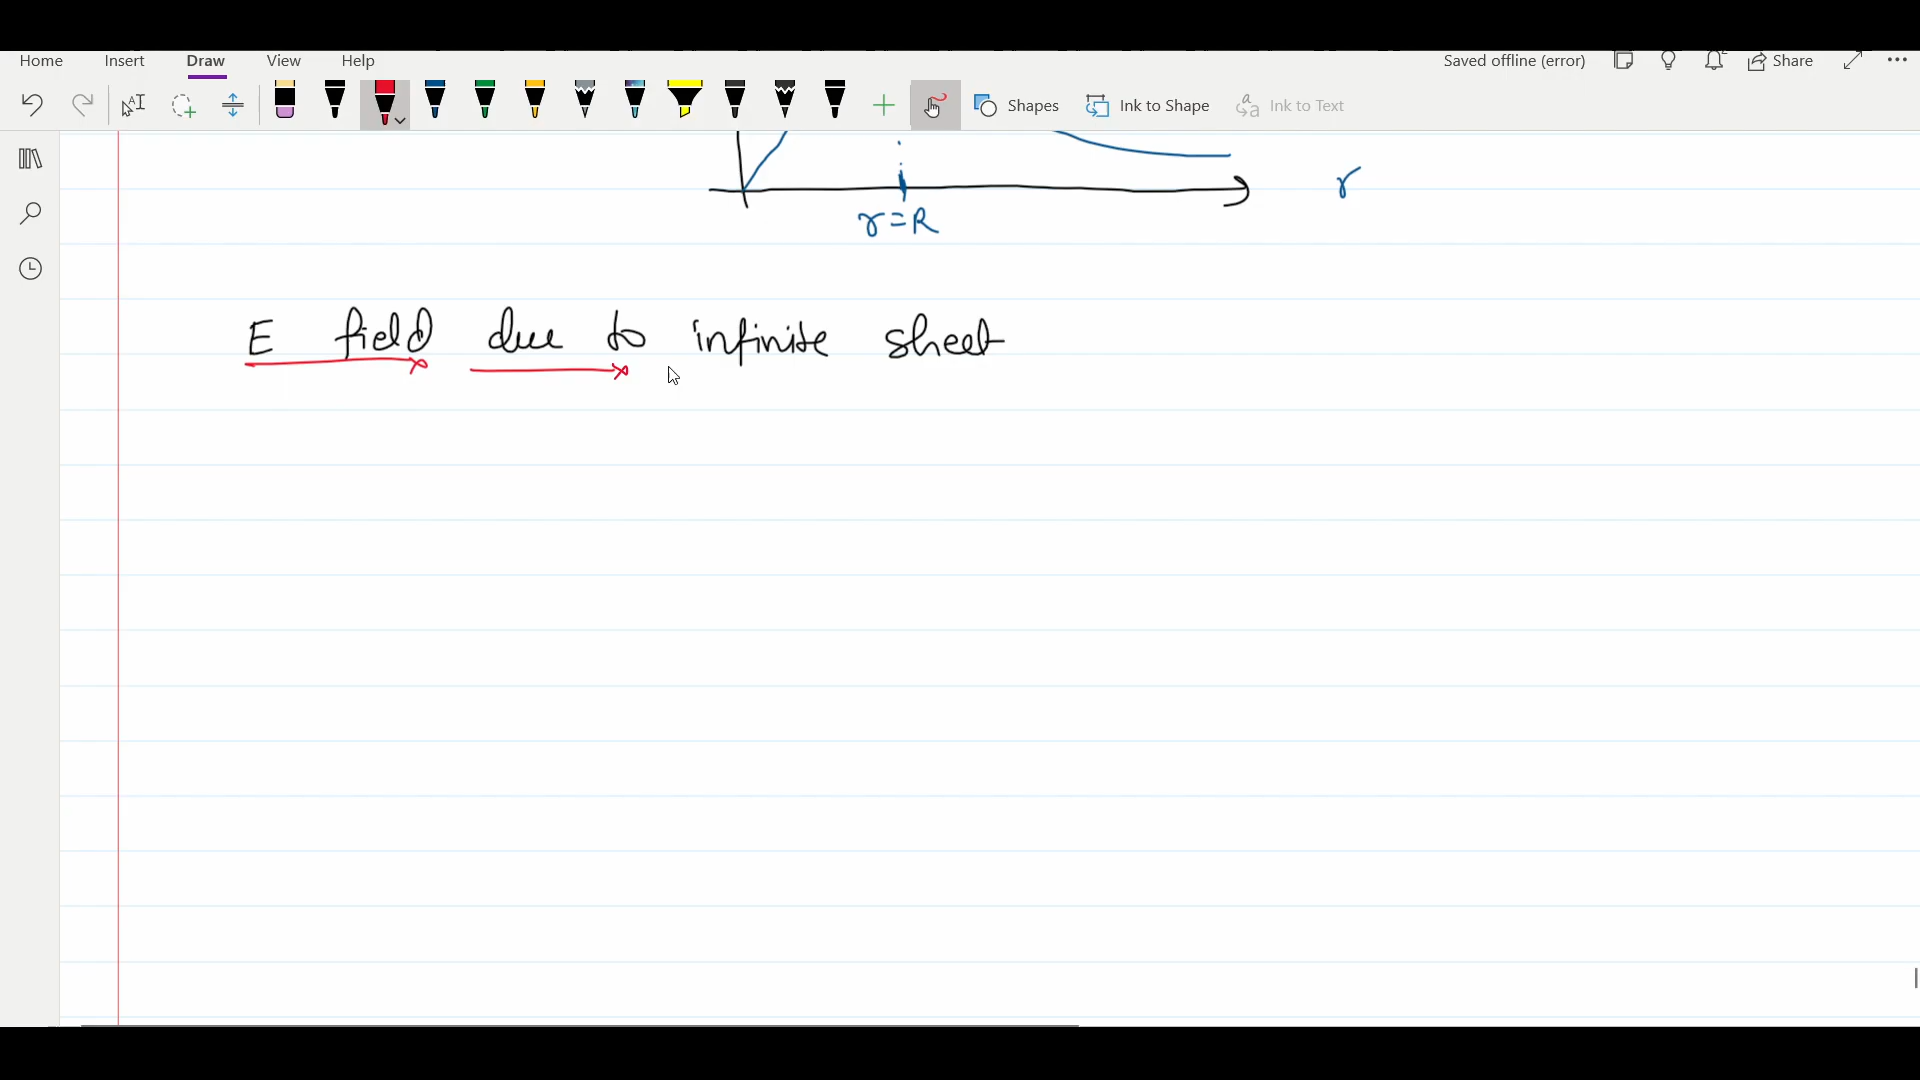 Home Insert Draw View Help Saved offline (error) Share
Shapes Ink to Shape Ink to Text
r
r=R
E field due to infinite sheet